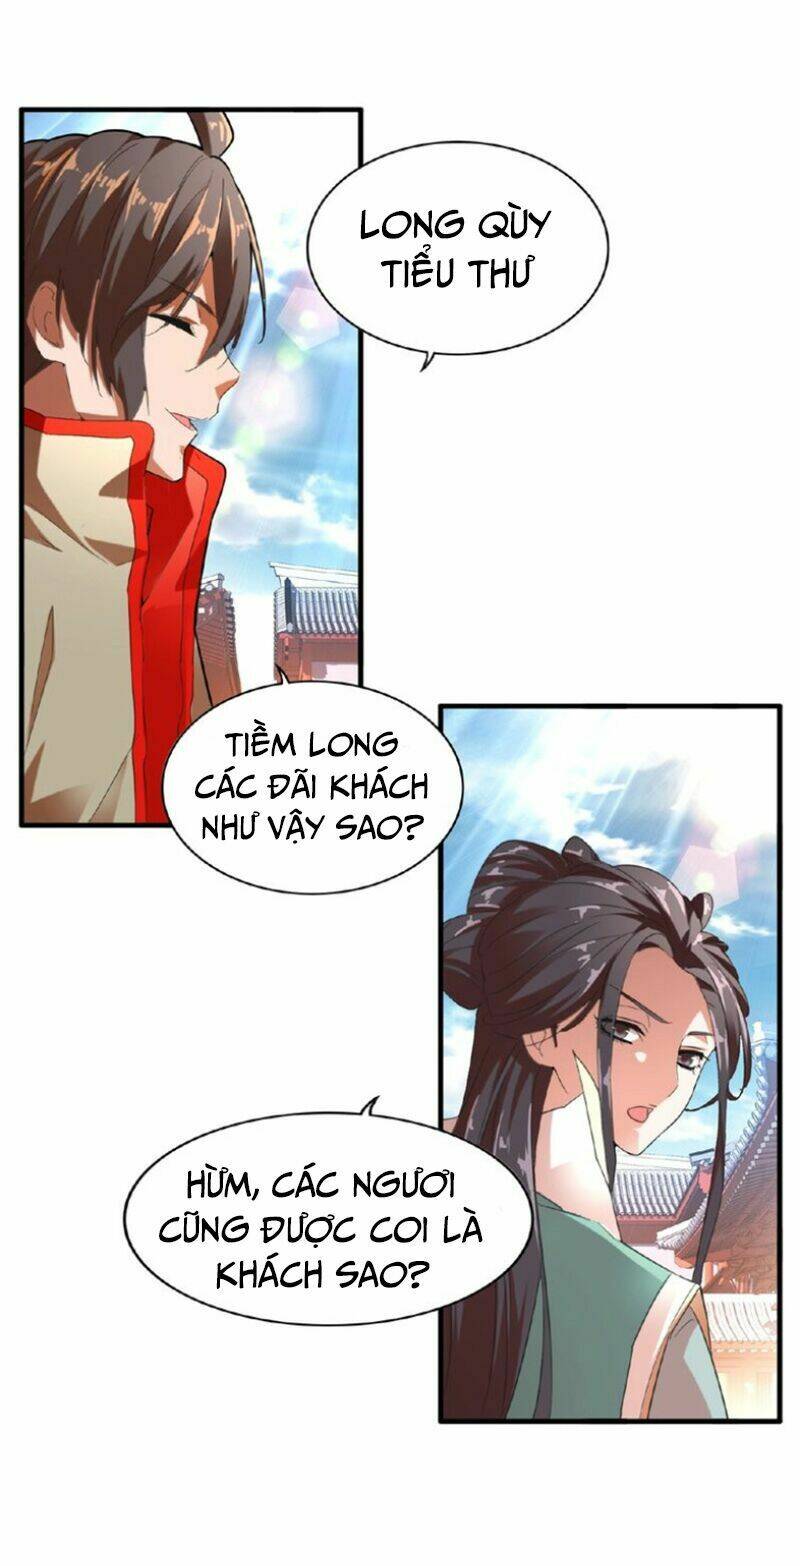 LONG QÙY
TIỂU THƯ
TIỀM LONG
CÁC ĐÃI KHÁCH
NHƯ VẬY SAO?
HỪM, CÁC NGƯƠI
CŨNG ĐƯỢC COI LÀ
KHÁCH SAO?